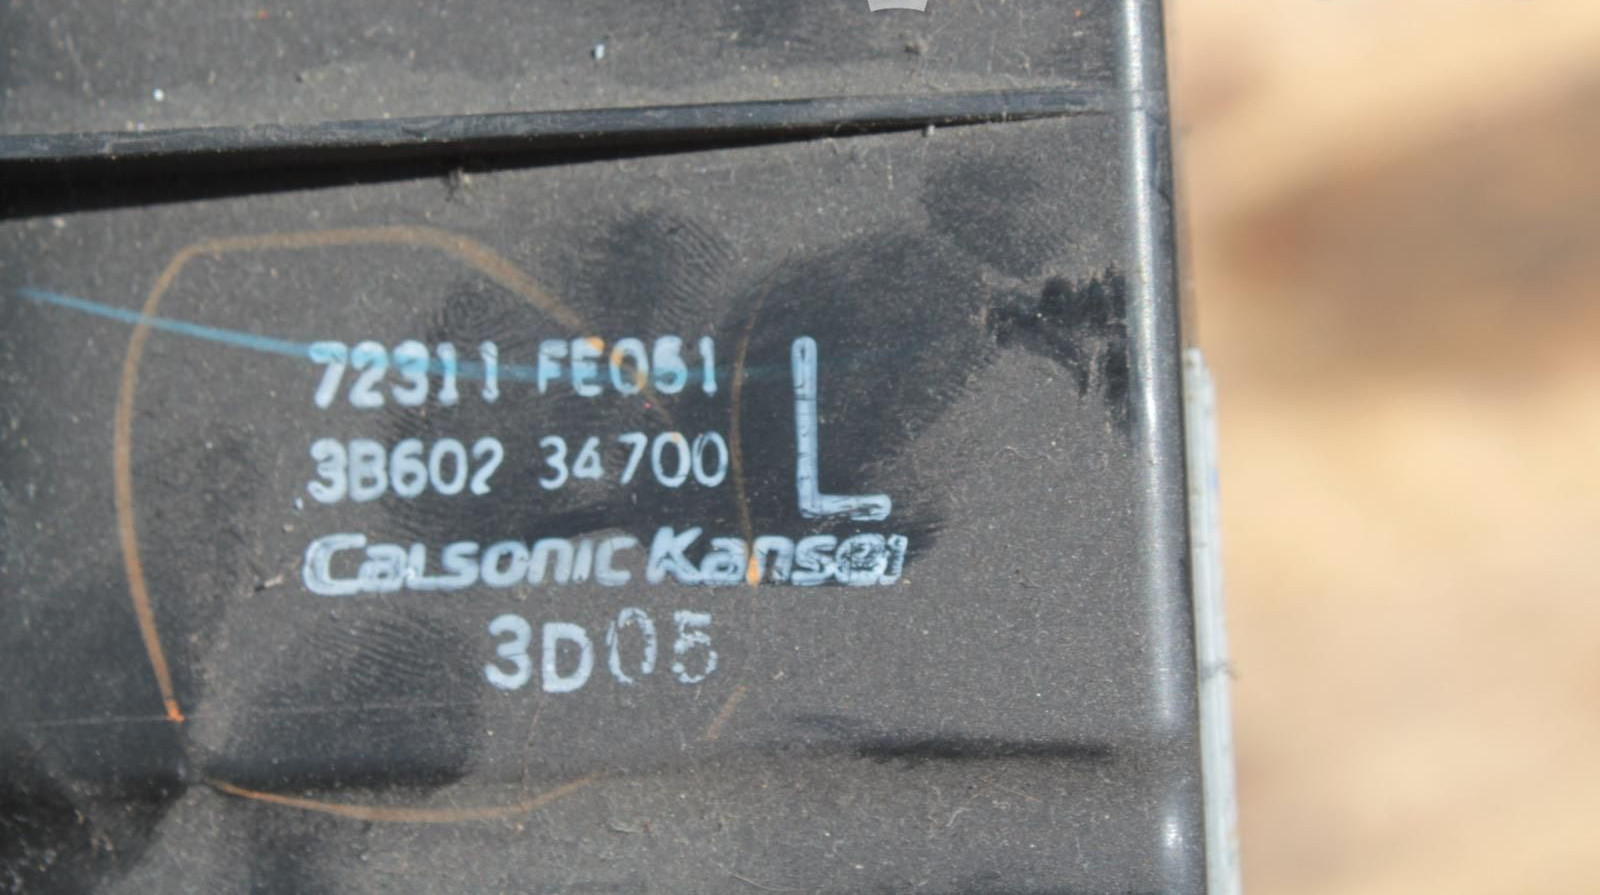 72311 FE051
3B602 34700
L
CaLsonic Kansei
3D05